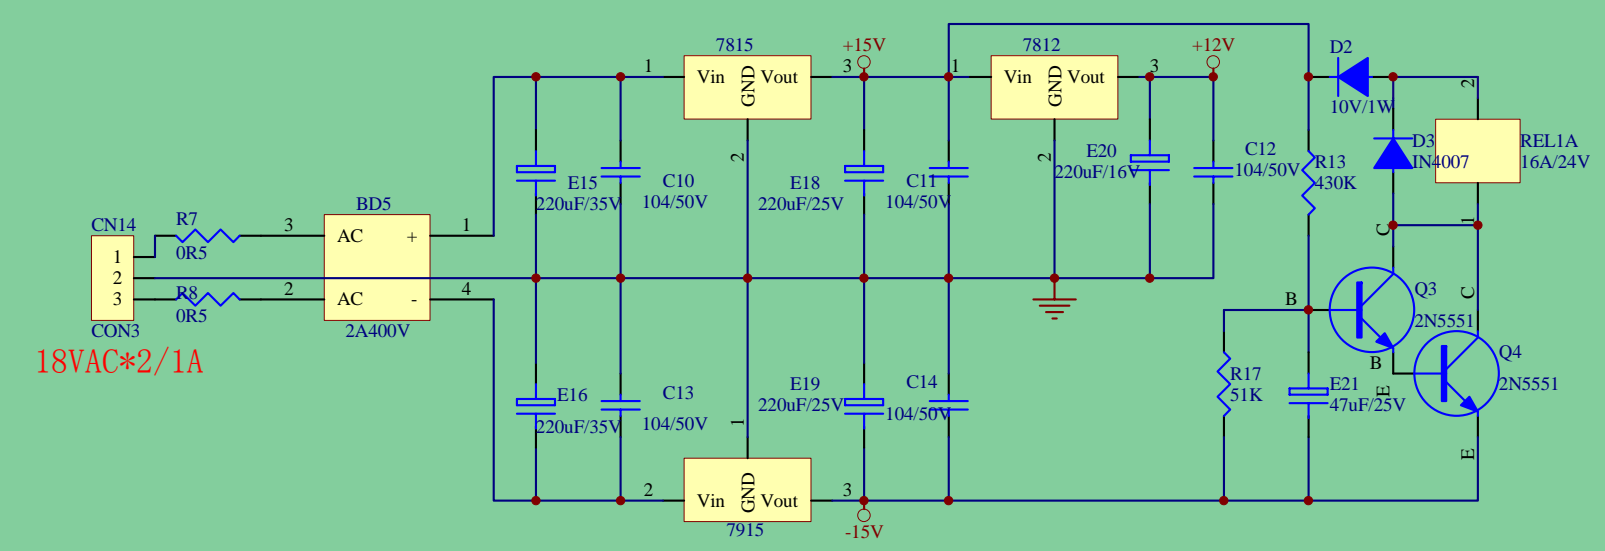 CN14
1
2
3
CON3
18VAC*2/1A
R7
0R5
R8
0R5
3
2
BD5
AC
+
AC
-
2A400V
1
4
E15
220uF/35V
C10
104/50V
E16
220uF/35V
C13
104/50V
7815
1
Vin
GND
Vout
3
2
+15V
E18
220uF/25V
C11
104/50V
E19
220uF/25V
C14
104/50V
1
2
Vin
GND
Vout
3
7915
-15V
7812
1
Vin
GND
Vout
3
2
+12V
E20
220uF/16V
C12
104/50V
D2
10V/1W
D3
IN4007
2
REL1A
16A/24V
1
R13
430K
C
B
Q3
2N5551
E
C
B
Q4
2N5551
E
R17
51K
E21
47uF/25V